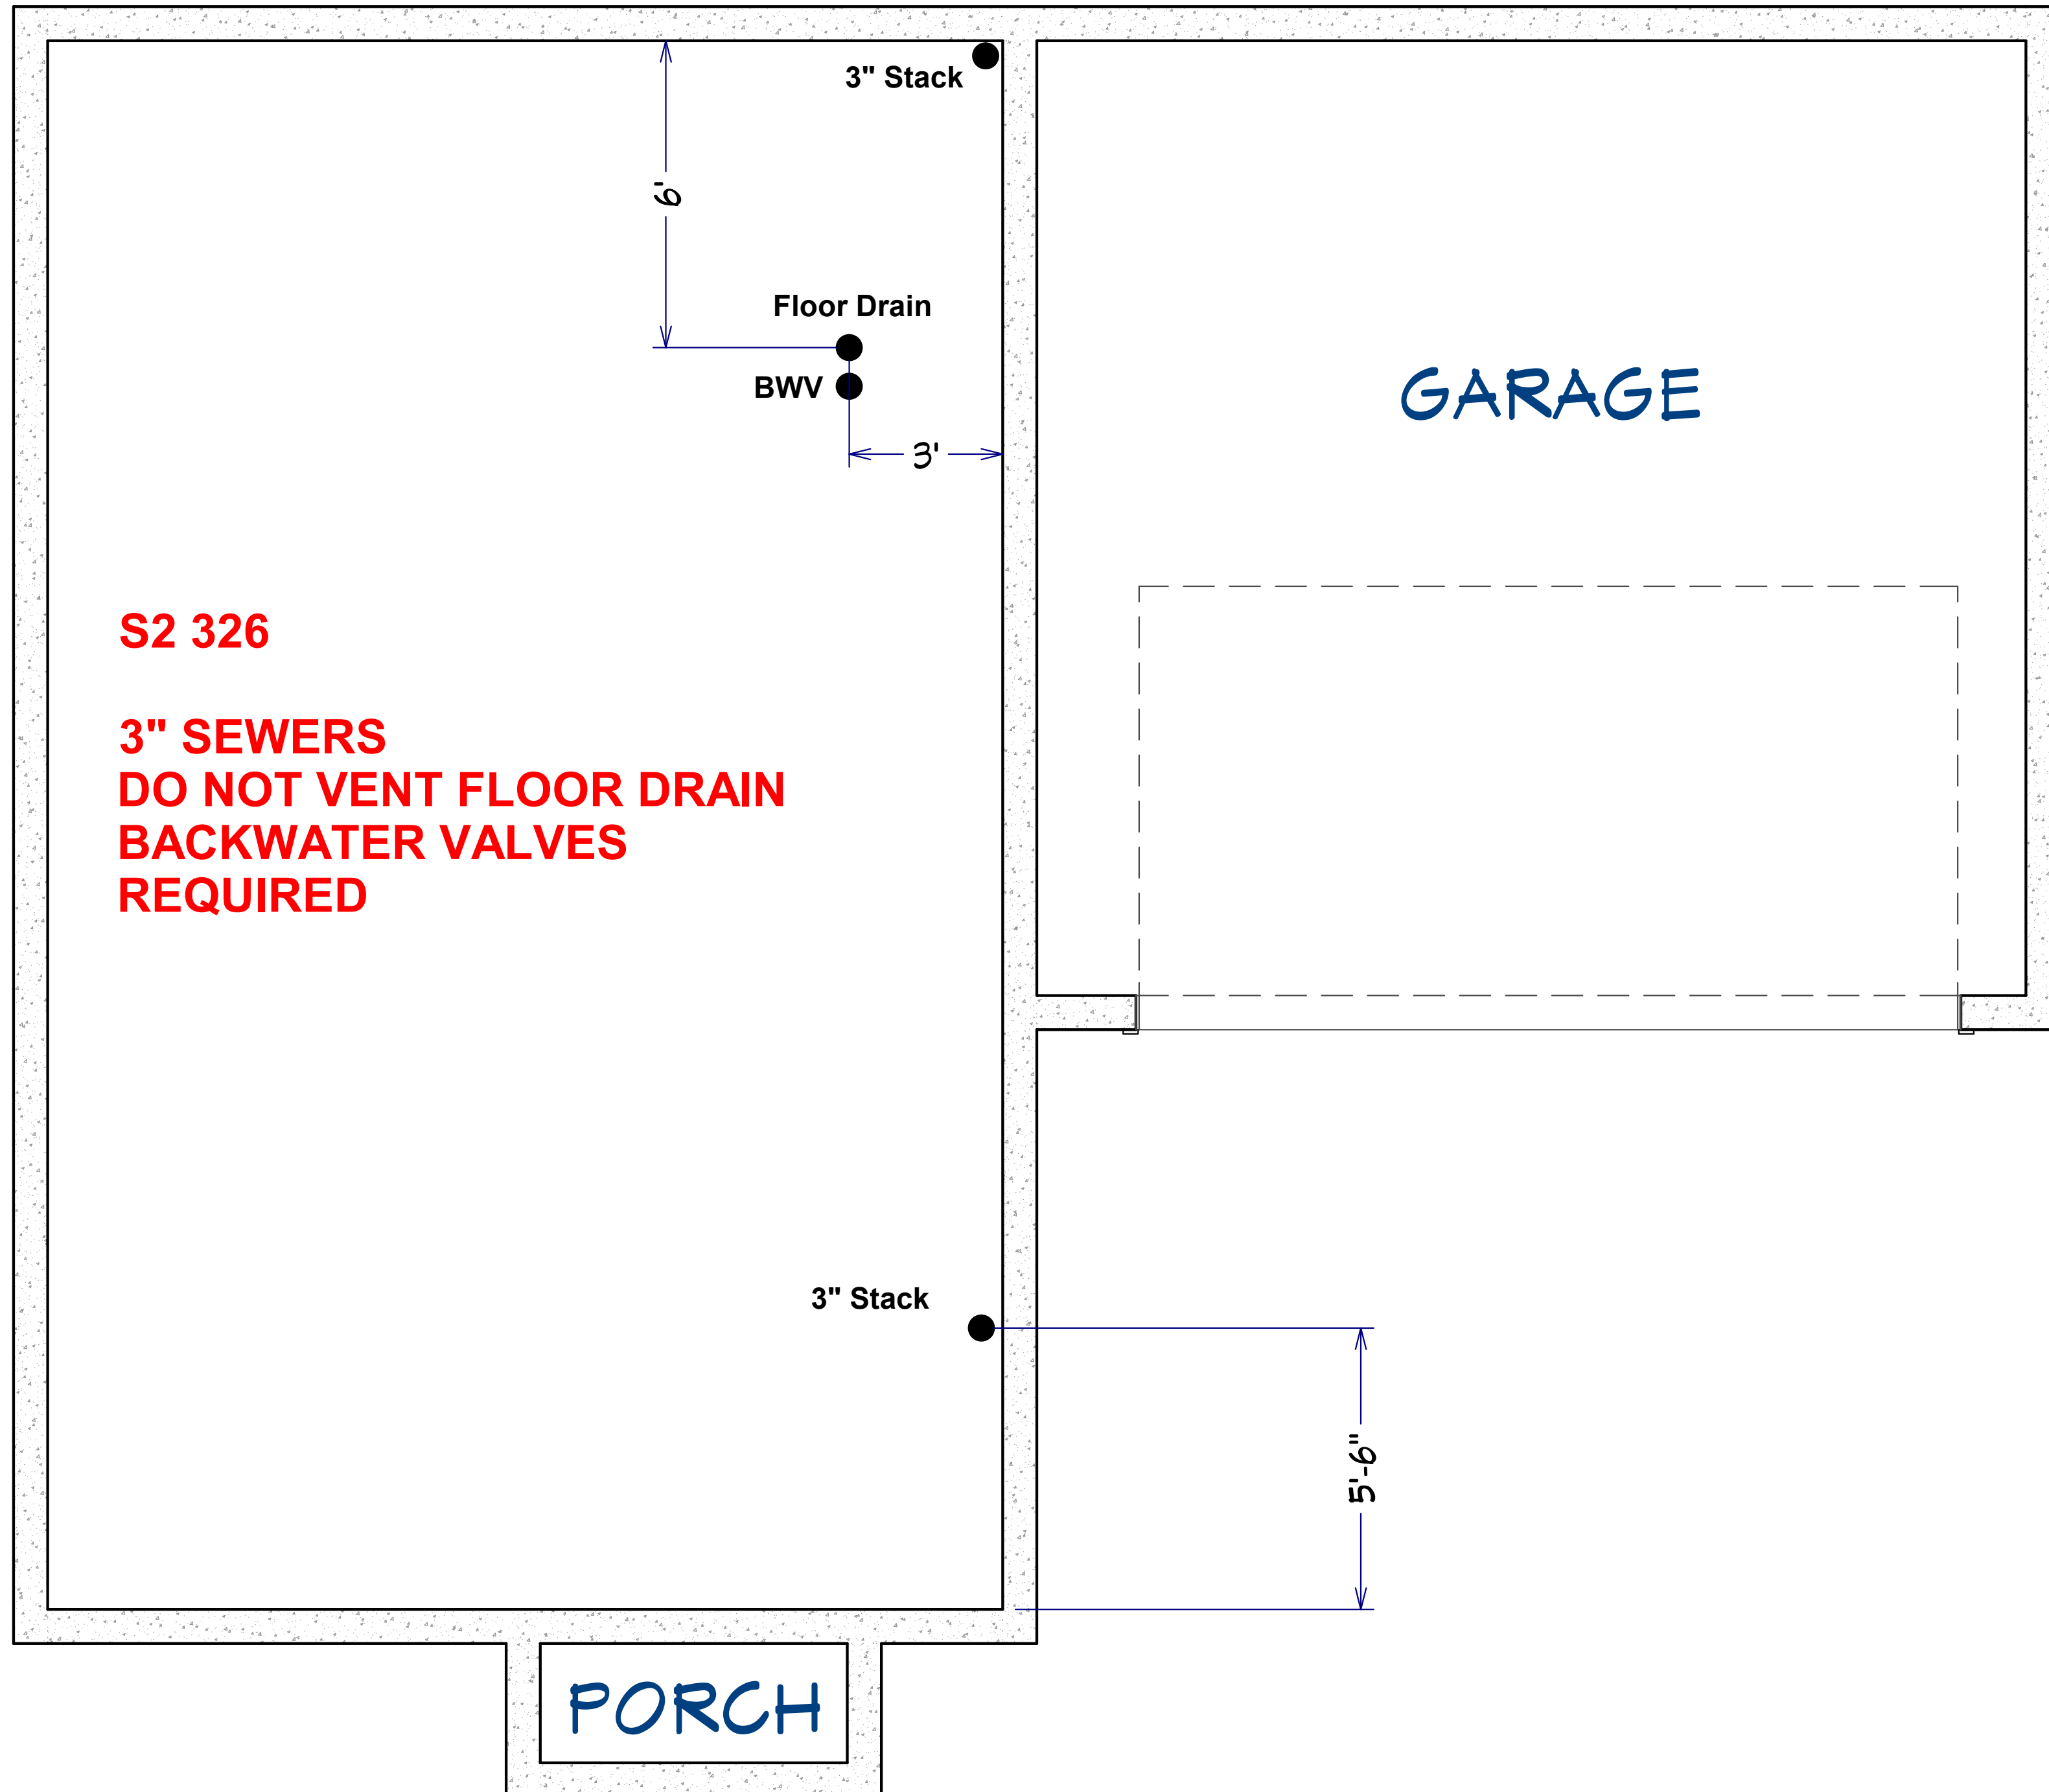 3" Stack
6'
Floor Drain
BWV
3'
GARAGE
S2 326
3" SEWERS
DO NOT VENT FLOOR DRAIN
BACKWATER VALVES
REQUIRED
3" Stack
5'-6"
PORCH